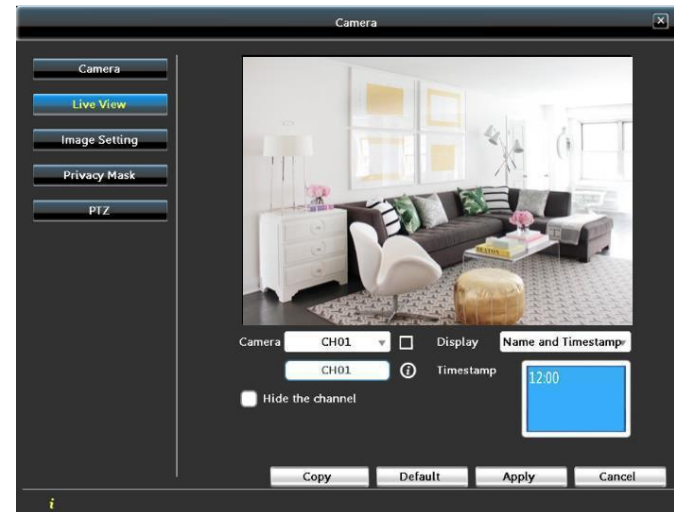 Camera
Camera
Live View
Image Setting
Privacy Mask
PTZ
Camera CH01 Display Name and Timestamp
CH01 Timestamp 12:00
Hide the channel
Copy Default Apply Cancel